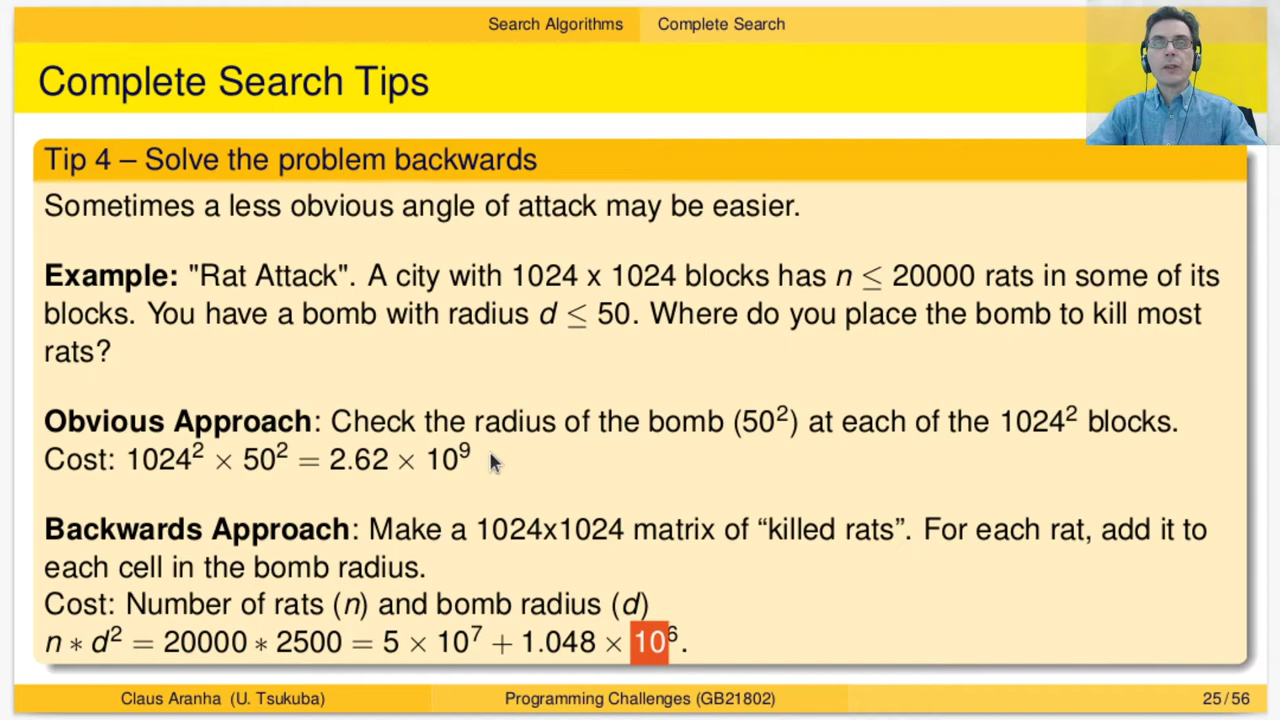 Search Algorithms Complete Search
Complete Search Tips
Tip 4 – Solve the problem backwards
Sometimes a less obvious angle of attack may be easier.
Example: "Rat Attack". A city with 1024 x 1024 blocks has n ≤ 20000 rats in some of its
blocks. You have a bomb with radius d ≤ 50. Where do you place the bomb to kill most
rats?
Obvious Approach: Check the radius of the bomb (50²) at each of the 1024² blocks.
Cost: 1024² × 50² = 2.62 × 10⁹
Backwards Approach: Make a 1024x1024 matrix of “killed rats”. For each rat, add it to
each cell in the bomb radius.
Cost: Number of rats (n) and bomb radius (d)
n ∗ d² = 20000 ∗ 2500 = 5 × 10⁷ + 1.048 × 10⁶.
Claus Aranha (U. Tsukuba) Programming Challenges (GB21802) 25 / 56